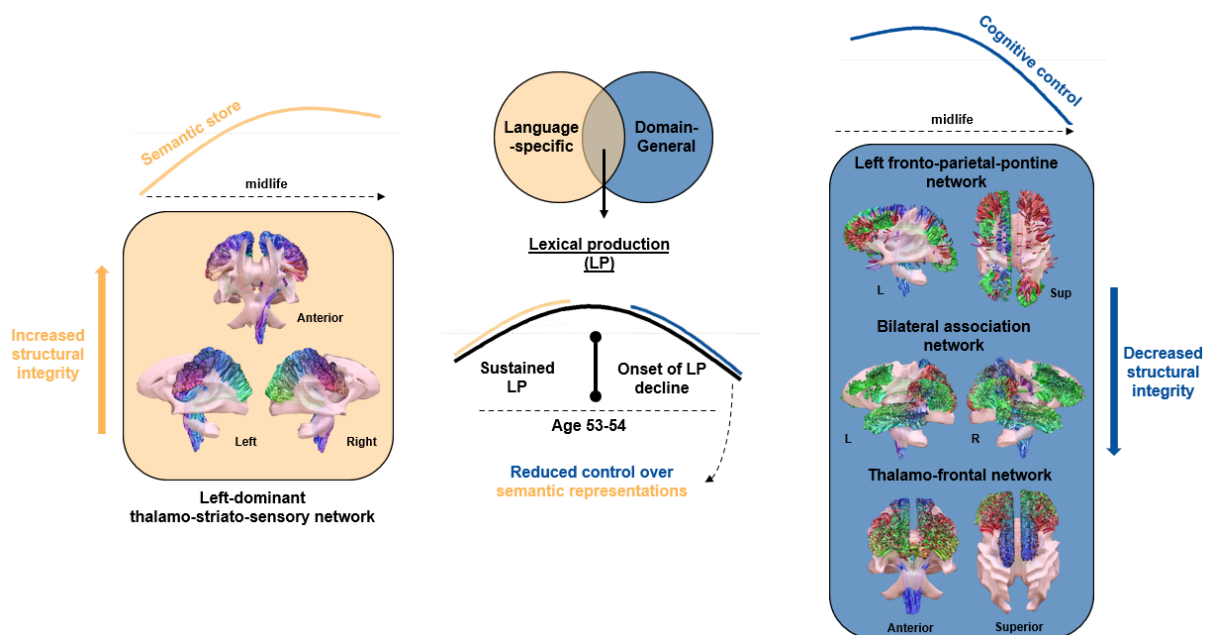 Semantic store
midlife
Increased
structural
integrity
Anterior
Left
Right
Left-dominant
thalamo-striato-sensory network
Language
-specific
Domain-
General
Lexical production
(LP)
Sustained
LP
Onset of LP
decline
Age 53-54
Reduced control over
semantic representations
Cognitive control
midlife
Left fronto-parietal-pontine
network
L
Sup
Bilateral association
network
L
R
Thalamo-frontal network
Anterior
Superior
Decreased
structural
integrity